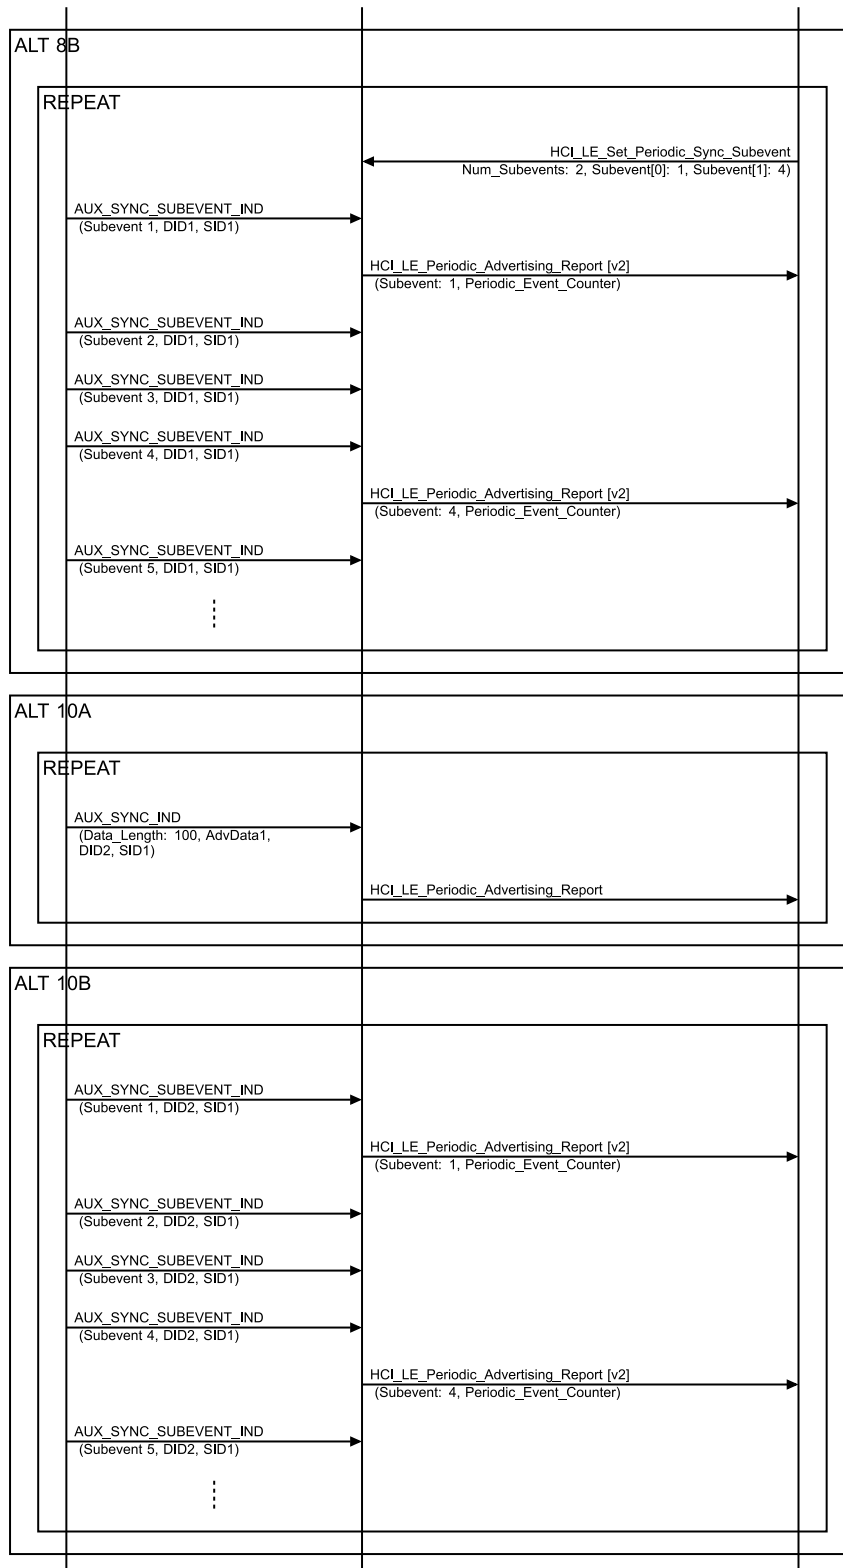 ALT 8B
REPEAT
HCI_LE_Set_Periodic_Sync_Subevent
Num_Subevents: 2, Subevent[0]: 1, Subevent[1]: 4)
AUX_SYNC_SUBEVENT_IND
(Subevent 1, DID1, SID1)
HCI_LE_Periodic_Advertising_Report [v2]
(Subevent: 1, Periodic_Event_Counter)
AUX_SYNC_SUBEVENT_IND
(Subevent 2, DID1, SID1)
AUX_SYNC_SUBEVENT_IND
(Subevent 3, DID1, SID1)
AUX_SYNC_SUBEVENT_IND
(Subevent 4, DID1, SID1)
HCI_LE_Periodic_Advertising_Report [v2]
(Subevent: 4, Periodic_Event_Counter)
AUX_SYNC_SUBEVENT_IND
(Subevent 5, DID1, SID1)
ALT 10A
REPEAT
AUX_SYNC_IND
(Data_Length: 100, AdvData1,
DID2, SID1)
HCI_LE_Periodic_Advertising_Report
ALT 10B
REPEAT
AUX_SYNC_SUBEVENT_IND
(Subevent 1, DID2, SID1)
HCI_LE_Periodic_Advertising_Report [v2]
(Subevent: 1, Periodic_Event_Counter)
AUX_SYNC_SUBEVENT_IND
(Subevent 2, DID2, SID1)
AUX_SYNC_SUBEVENT_IND
(Subevent 3, DID2, SID1)
AUX_SYNC_SUBEVENT_IND
(Subevent 4, DID2, SID1)
HCI_LE_Periodic_Advertising_Report [v2]
(Subevent: 4, Periodic_Event_Counter)
AUX_SYNC_SUBEVENT_IND
(Subevent 5, DID2, SID1)